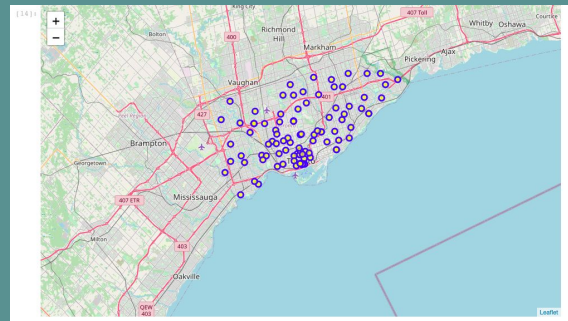 [14]:
+
−
King City
407 Toll
Courtice
Whitby
Oshawa
Bolton
400
Richmond
Hill
Markham
Ajax
Pickering
Vaughan
401
427
Brampton
Georgetown
407 ETR
Mississauga
Milton
403
Oakville
QEW
403
Leaflet